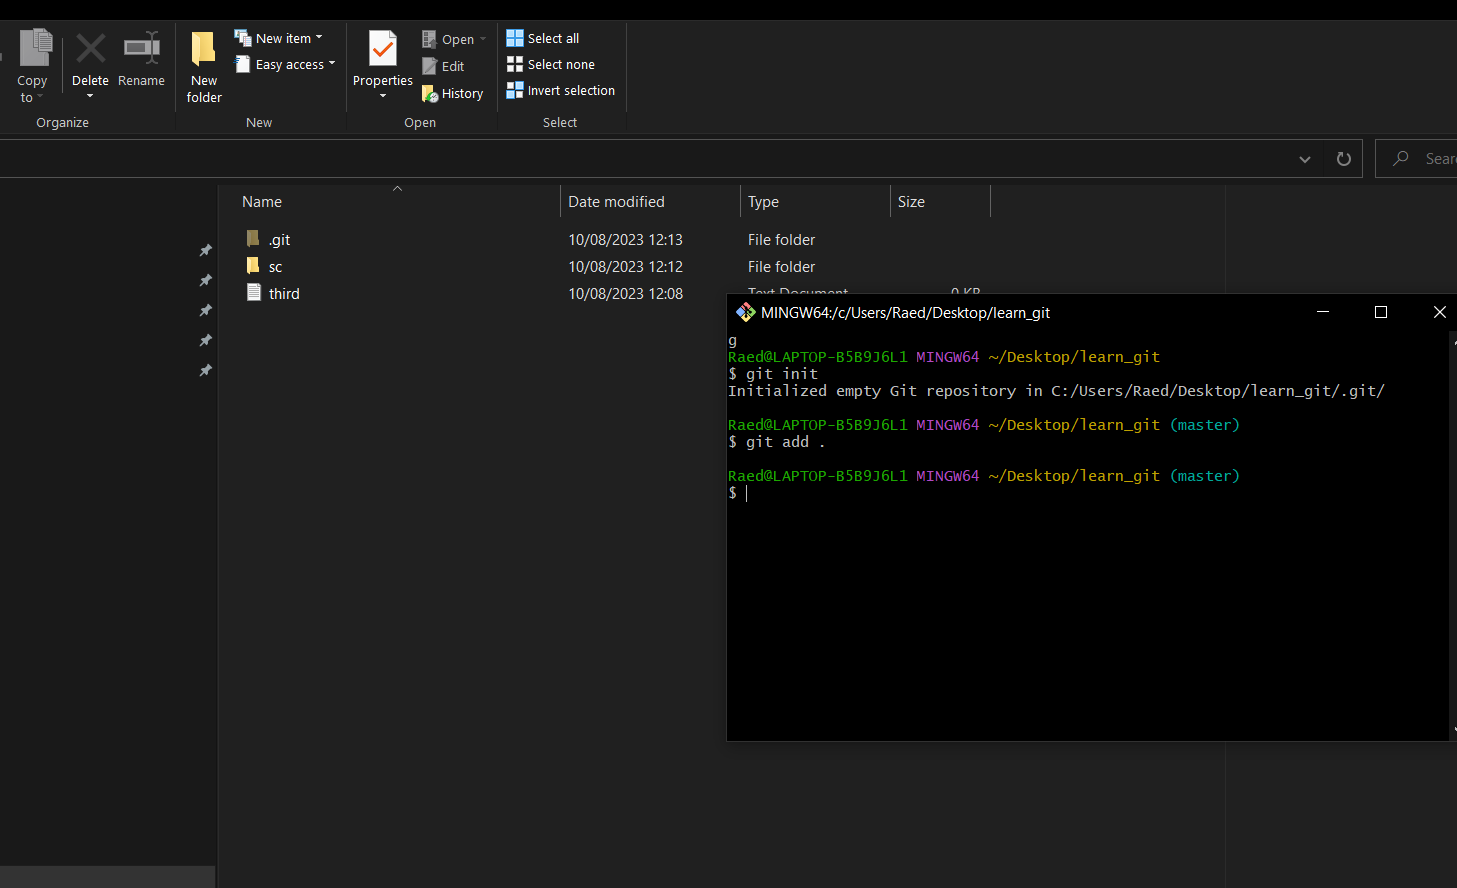 Copy to
Delete
Rename
New folder
New item
Easy access
Properties
Open
Edit
History
Select all
Select none
Invert selection
Organize
New
Open
Select
Name
Date modified
Type
Size
.git 10/08/2023 12:13 File folder
sc 10/08/2023 12:12 File folder
third 10/08/2023 12:08 Text Document 0 KB
MINGW64:/c/Users/Raed/Desktop/learn_git
g
Raed@LAPTOP-B5B9J6L1 MINGW64 ~/Desktop/learn_git
$ git init
Initialized empty Git repository in C:/Users/Raed/Desktop/learn_git/.git/
Raed@LAPTOP-B5B9J6L1 MINGW64 ~/Desktop/learn_git (master)
$ git add .
Raed@LAPTOP-B5B9J6L1 MINGW64 ~/Desktop/learn_git (master)
$